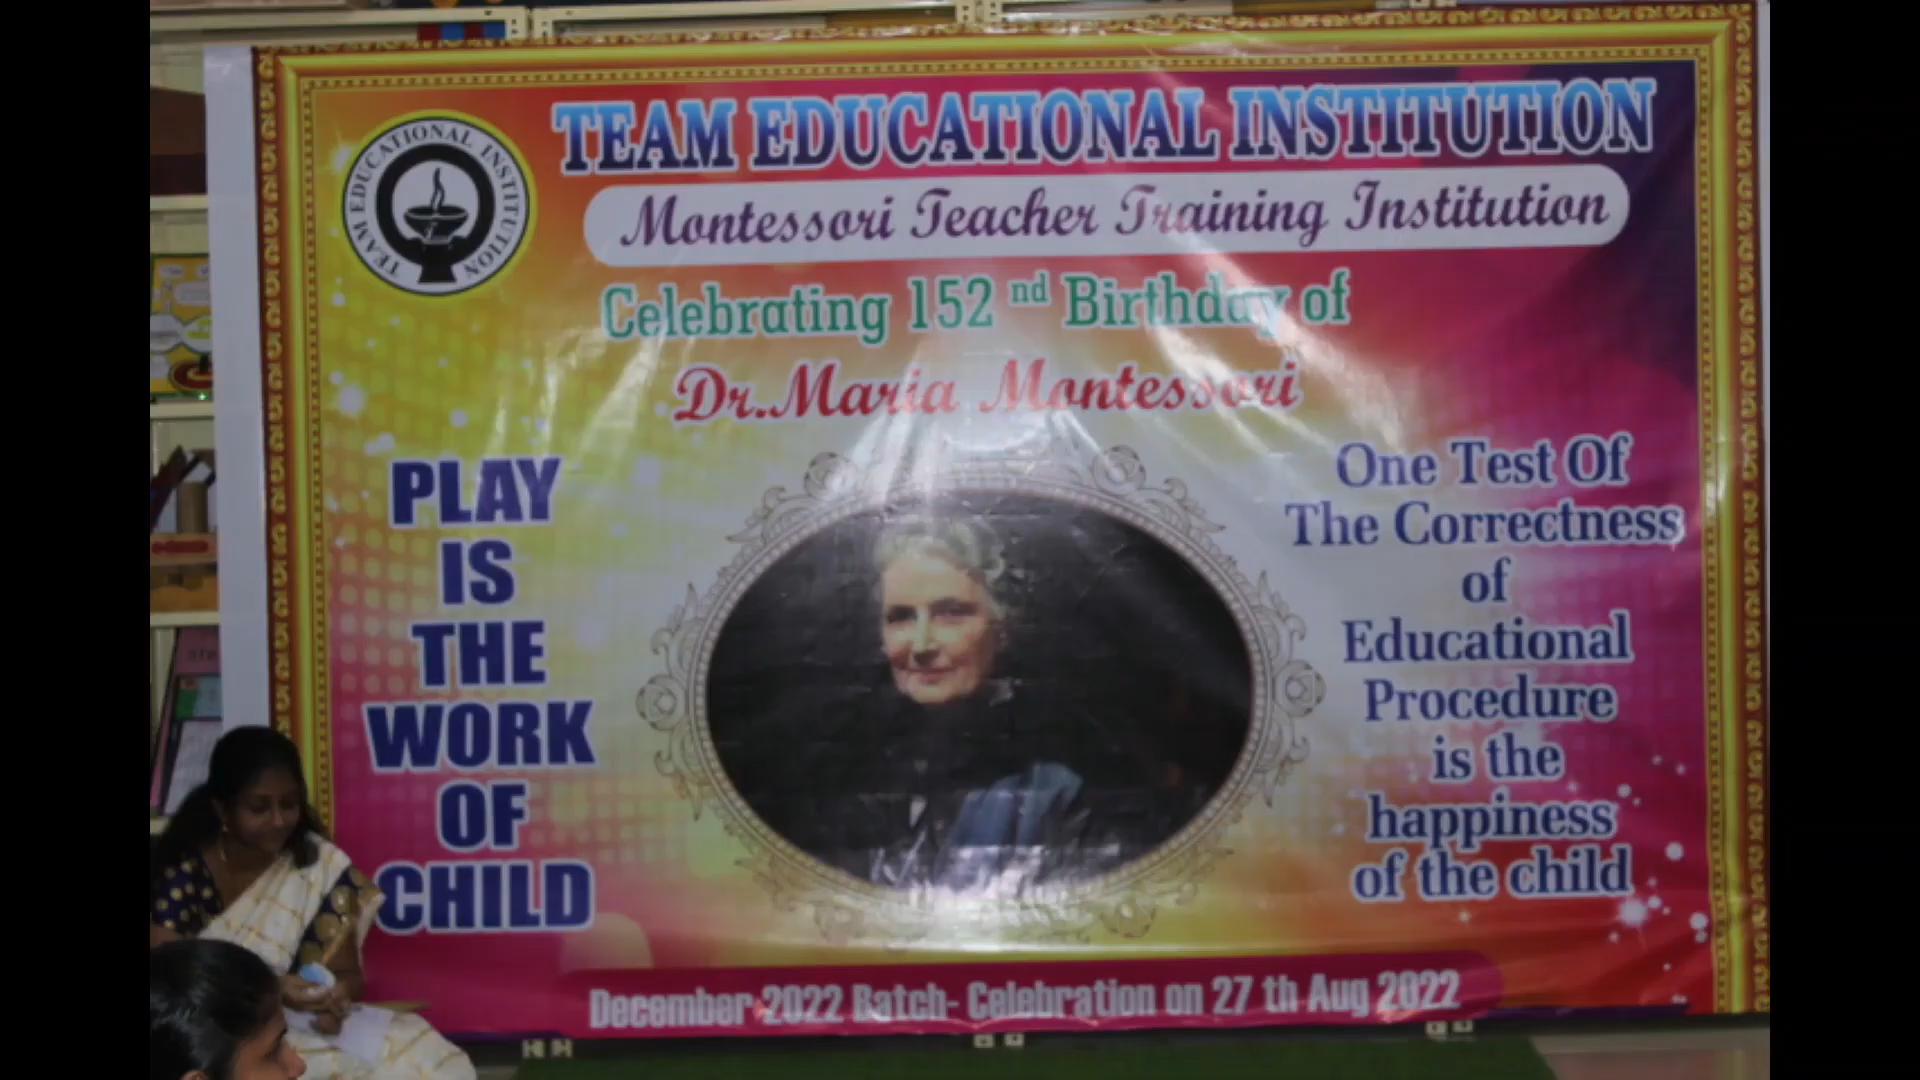 TEAM EDUCATIONAL INSTITUTION
TEAM EDUCATIONAL INSTITUTION
Montessori Teacher Training Institution
Celebrating 152 nd Birthday of
Dr.Maria Montessori
PLAY
IS
THE
WORK
OF
CHILD
One Test Of
The Correctness
of
Educational
Procedure
is the
happiness
of the child
December 2022 Batch- Celebration on 27 th Aug 2022